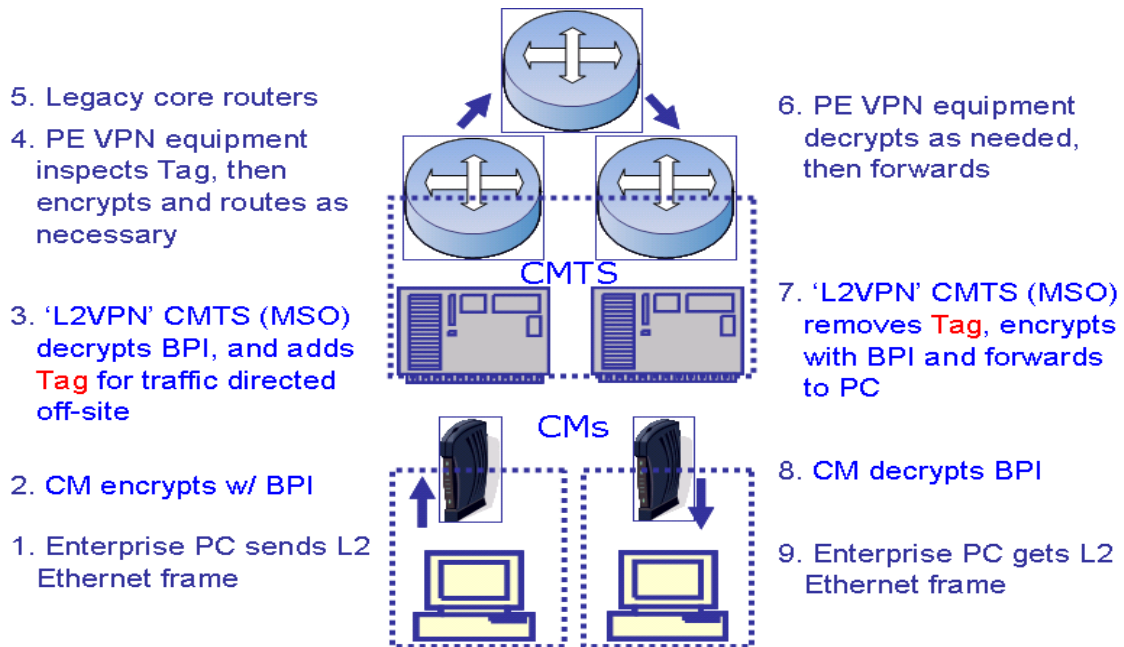 5. Legacy core routers
4. PE VPN equipment
inspects Tag, then
encrypts and routes as
necessary
3. ‘L2VPN’ CMTS (MSO)
decrypts BPI, and adds
Tag for traffic directed
off-site
2. CM encrypts w/ BPI
1. Enterprise PC sends L2
Ethernet frame
CMTS
CMs
6. PE VPN equipment
decrypts as needed,
then forwards
7. ‘L2VPN’ CMTS (MSO)
removes Tag, encrypts
with BPI and forwards
to PC
8. CM decrypts BPI
9. Enterprise PC gets L2
Ethernet frame